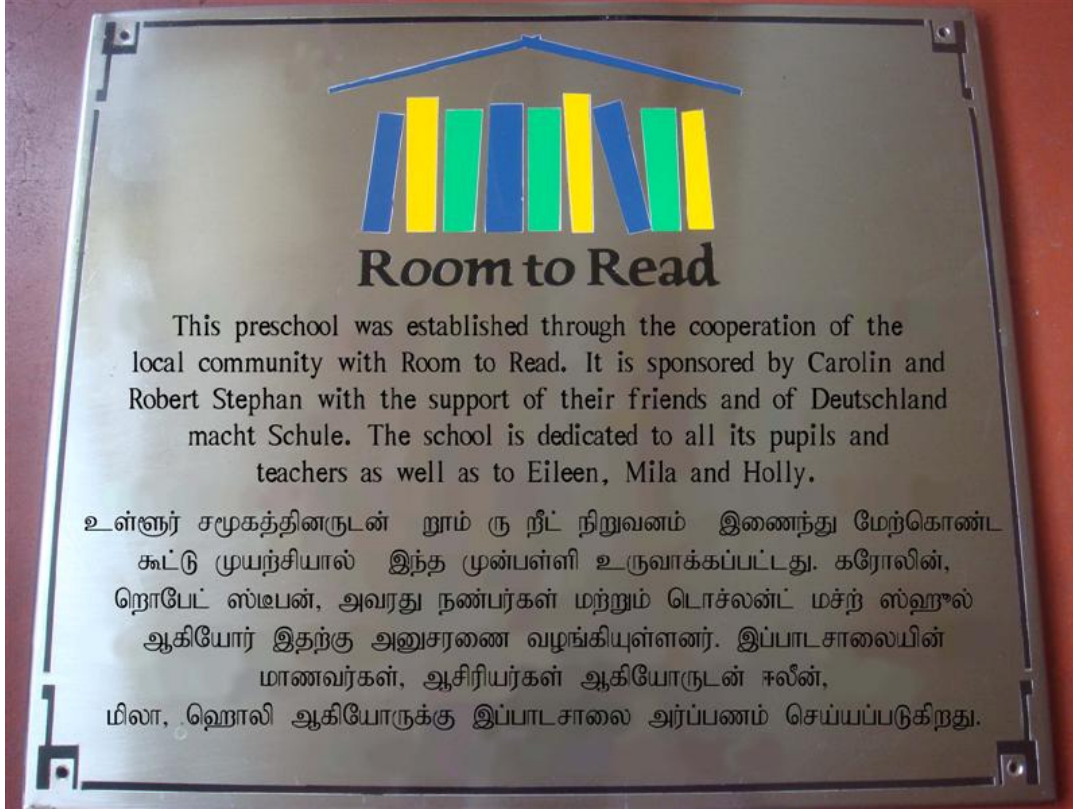 Room to Read
This preschool was established through the cooperation of the
local community with Room to Read. It is sponsored by Carolin and
Robert Stephan with the support of their friends and of Deutschland
macht Schule. The school is dedicated to all its pupils and
teachers as well as to Eileen, Mila and Holly.
உள்ளூர் சமூகத்தினருடன் றூம் ரு றீட் நிறுவனம் இணைந்து மேற்கொண்ட
கூட்டு முயற்சியால் இந்த முன்பள்ளி உருவாக்கப்பட்டது. கரோலின்,
றொபேட் ஸ்டீபன், அவரது நண்பர்கள் மற்றும் டொச்லன்ட் மச்ற் ஸ்ஹுல்
ஆகியோர் இதற்கு அனுசரணை வழங்கியுள்ளனர். இப்பாடசாலையின்
மாணவர்கள், ஆசிரியர்கள் ஆகியோருடன் ஈலீன்,
மிலா, ஹொலி ஆகியோருக்கு இப்பாடசாலை அர்ப்பணம் செய்யப்படுகிறது.